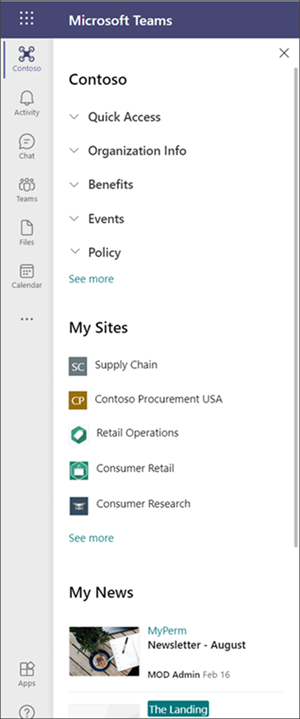 Microsoft Teams
Contoso
Activity
Chat
Teams
Files
Calendar
Apps
Contoso
Quick Access
Organization Info
Benefits
Events
Policy
See more
My Sites
SC Supply Chain
CP Contoso Procurement USA
Retail Operations
Consumer Retail
Consumer Research
See more
My News
MyPerm
Newsletter - August
MOD Admin Feb 16
The Landing